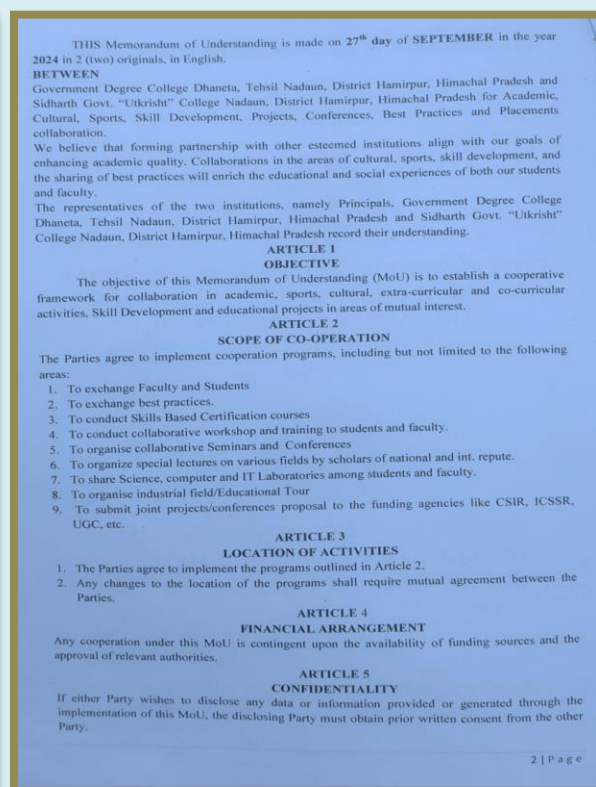 THIS Memorandum of Understanding is made on 27th day of SEPTEMBER in the year
2024 in 2 (two) originals, in English.
BETWEEN
Government Degree College Dhaneta, Tehsil Nadaun, District Hamirpur, Himachal Pradesh and
Sidharth Govt. “Utkrisht” College Nadaun, District Hamirpur, Himachal Pradesh for Academic,
Cultural, Sports, Skill Development, Projects, Conferences, Best Practices and Placements
collaboration.
We believe that forming partnership with other esteemed institutions align with our goals of
enhancing academic quality. Collaborations in the areas of cultural, sports, skill development, and
the sharing of best practices will enrich the educational and social experiences of both our students
and faculty.
The representatives of the two institutions, namely Principals, Government Degree College
Dhaneta, Tehsil Nadaun, District Hamirpur, Himachal Pradesh and Sidharth Govt. “Utkrisht”
College Nadaun, District Hamirpur, Himachal Pradesh record their understanding.
ARTICLE 1
OBJECTIVE
The objective of this Memorandum of Understanding (MoU) is to establish a cooperative
framework for collaboration in academic, sports, cultural, extra-curricular and co-curricular
activities, Skill Development and educational projects in areas of mutual interest.
ARTICLE 2
SCOPE OF CO-OPERATION
The Parties agree to implement cooperation programs, including but not limited to the following
areas:
1. To exchange Faculty and Students
2. To exchange best practices.
3. To conduct Skills Based Certification courses
4. To conduct collaborative workshop and training to students and faculty.
5. To organise collaborative Seminars and Conferences
6. To organize special lectures on various fields by scholars of national and int. repute.
7. To share Science, computer and IT Laboratories among students and faculty.
8. To organise industrial field/Educational Tour
9. To submit joint projects/conferences proposal to the funding agencies like CSIR, ICSSR,
UGC, etc.
ARTICLE 3
LOCATION OF ACTIVITIES
1. The Parties agree to implement the programs outlined in Article 2.
2. Any changes to the location of the programs shall require mutual agreement between the
Parties.
ARTICLE 4
FINANCIAL ARRANGEMENT
Any cooperation under this MoU is contingent upon the availability of funding sources and the
approval of relevant authorities.
ARTICLE 5
CONFIDENTIALITY
If either Party wishes to disclose any data or information provided or generated through the
implementation of this MoU, the disclosing Party must obtain prior written consent from the other
Party.
2 | Page